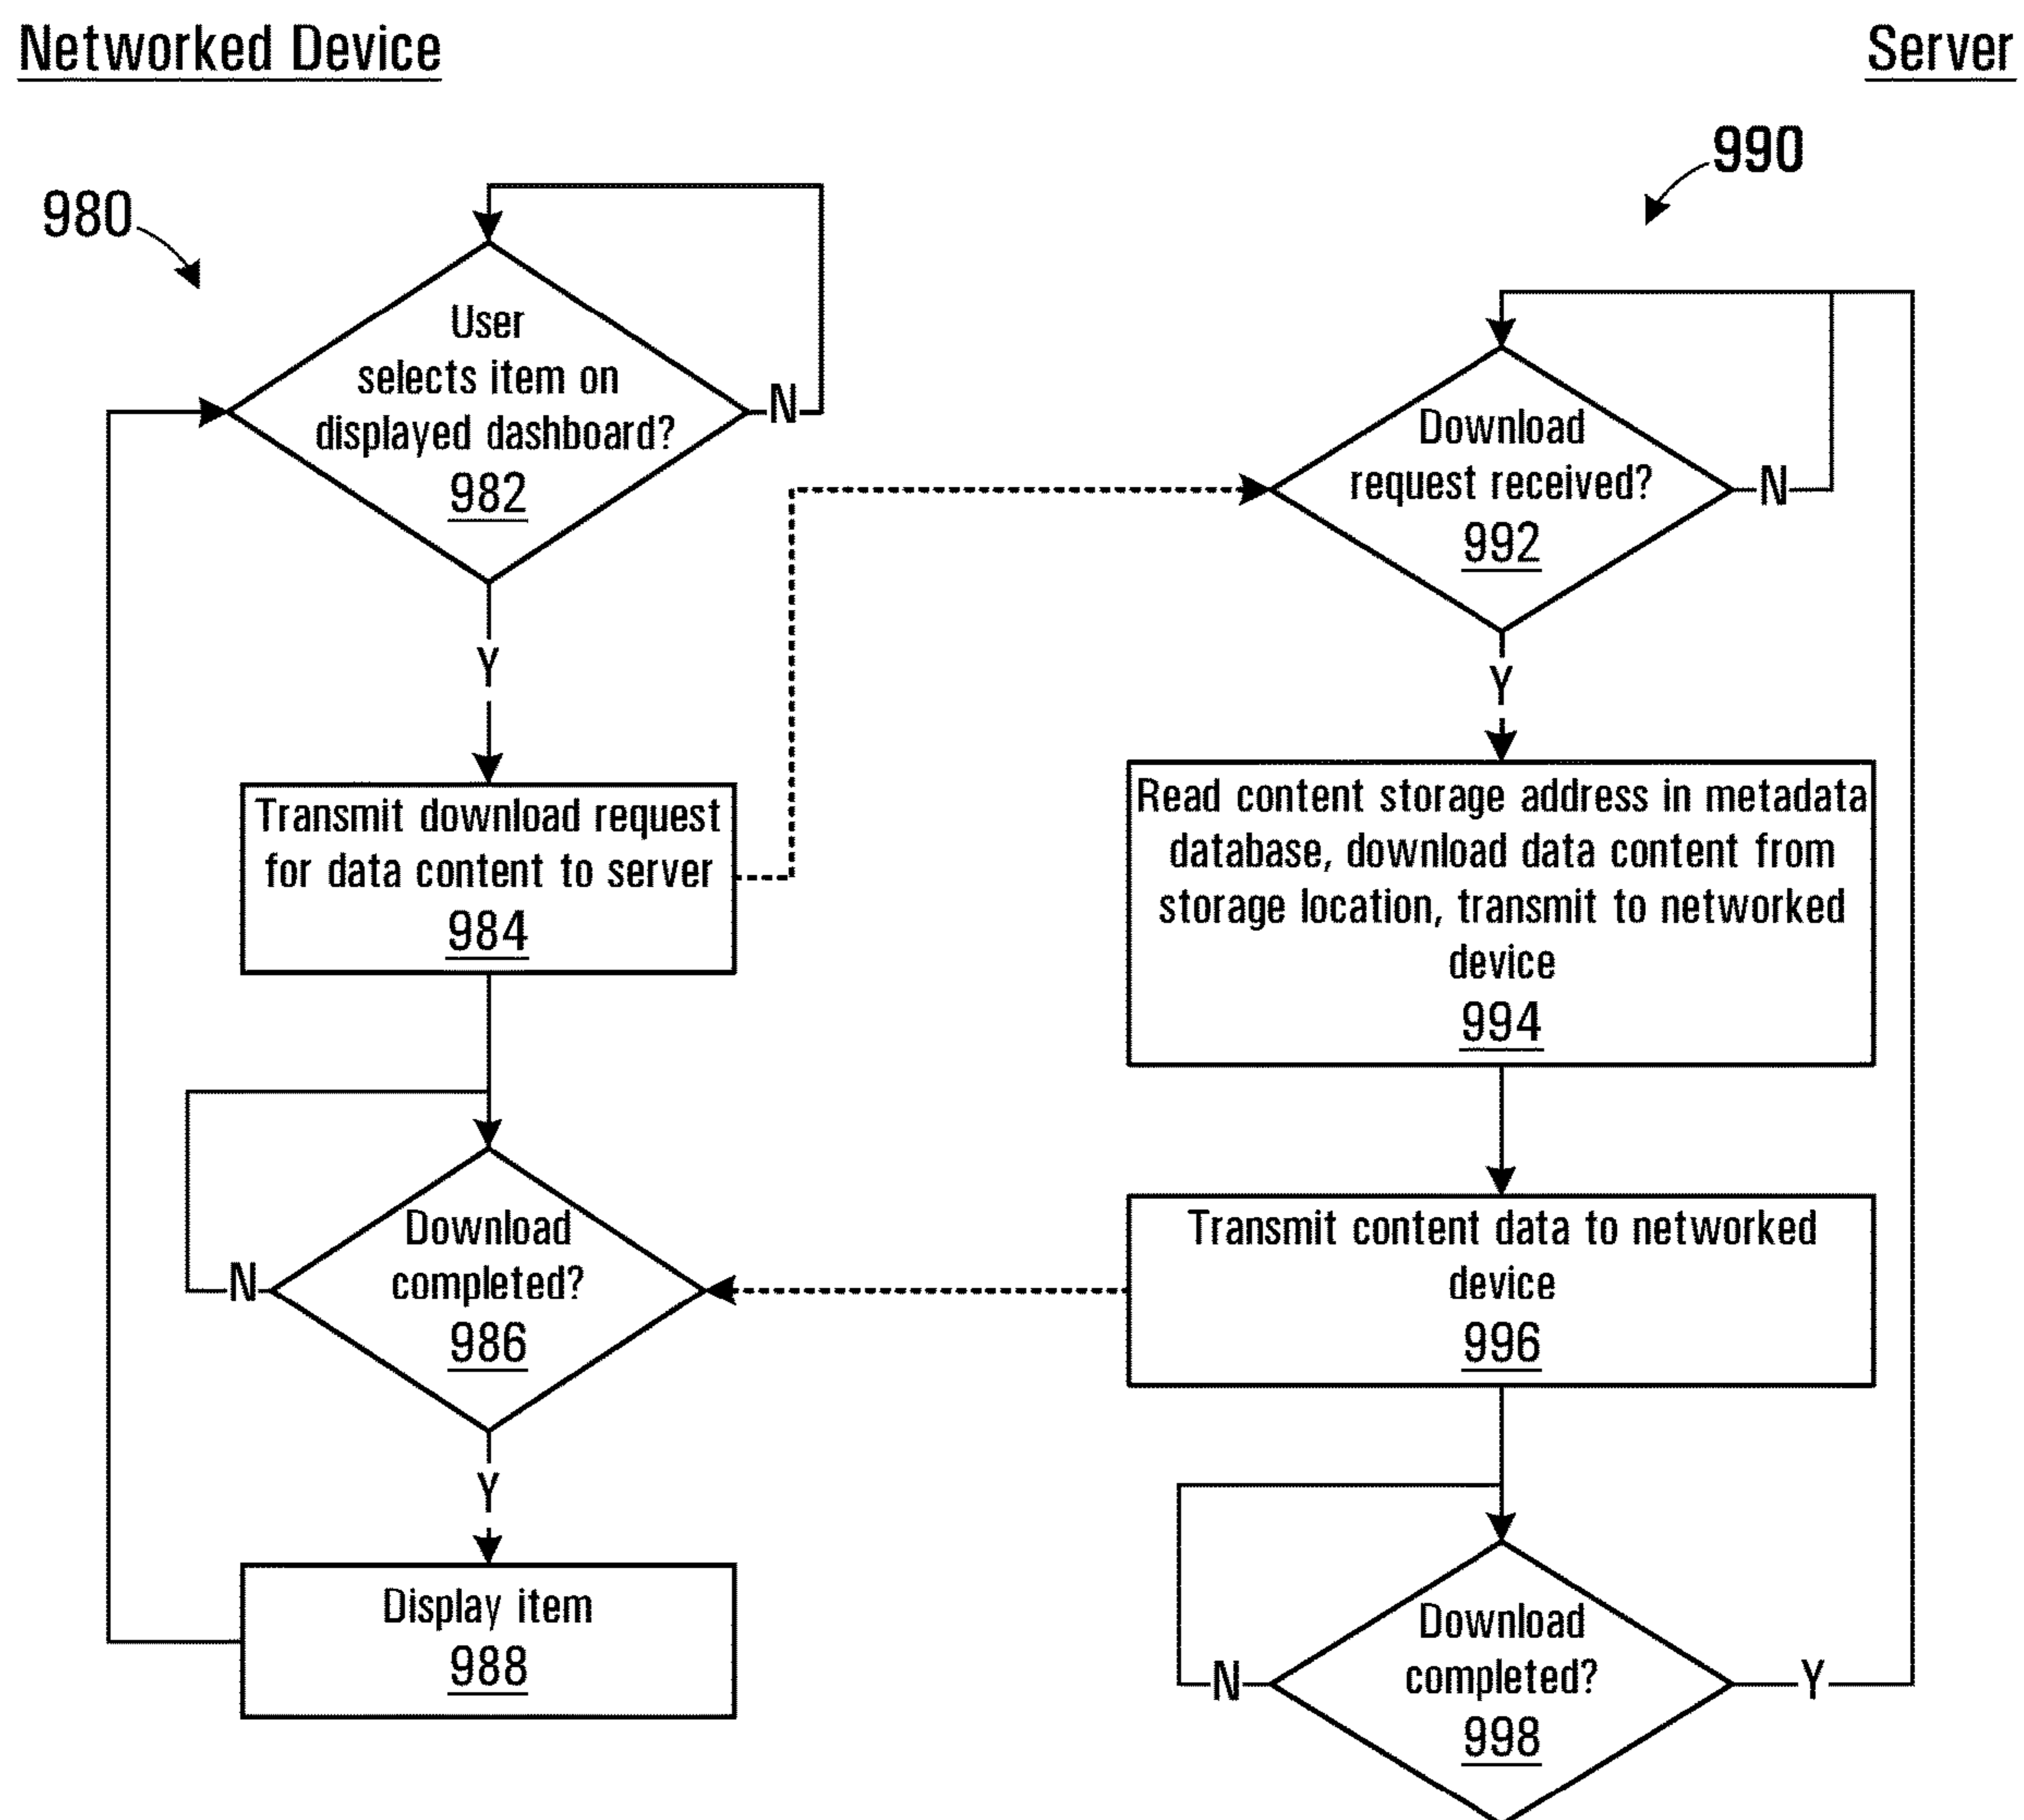 Networked Device
Server
980
990
User
selects item on
displayed dashboard?
982
N
Y
Transmit download request
for data content to server
984
Download
completed?
986
N
Y
Display item
988
Download
request received?
992
N
Y
Read content storage address in metadata
database, download data content from
storage location, transmit to networked
device
994
Transmit content data to networked
device
996
Download
completed?
998
N
Y